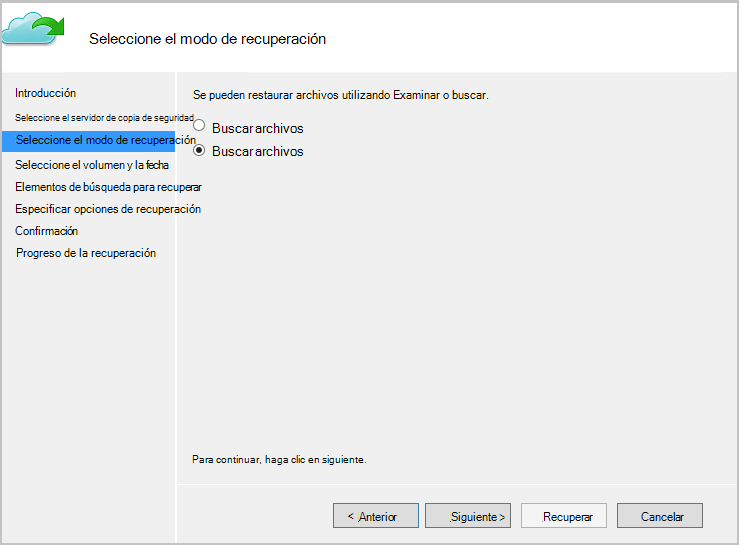 Seleccione el modo de recuperación
Introducción
Seleccione el servidor de copia de seguridad
Seleccione el modo de recuperación
Seleccione el volumen y la fecha
Elementos de búsqueda para recuperar
Especificar opciones de recuperación
Confirmación
Progreso de la recuperación
Se pueden restaurar archivos utilizando Examinar o buscar.
Buscar archivos
Buscar archivos
Para continuar, haga clic en siguiente.
< Anterior
Siguiente >
Recuperar
Cancelar